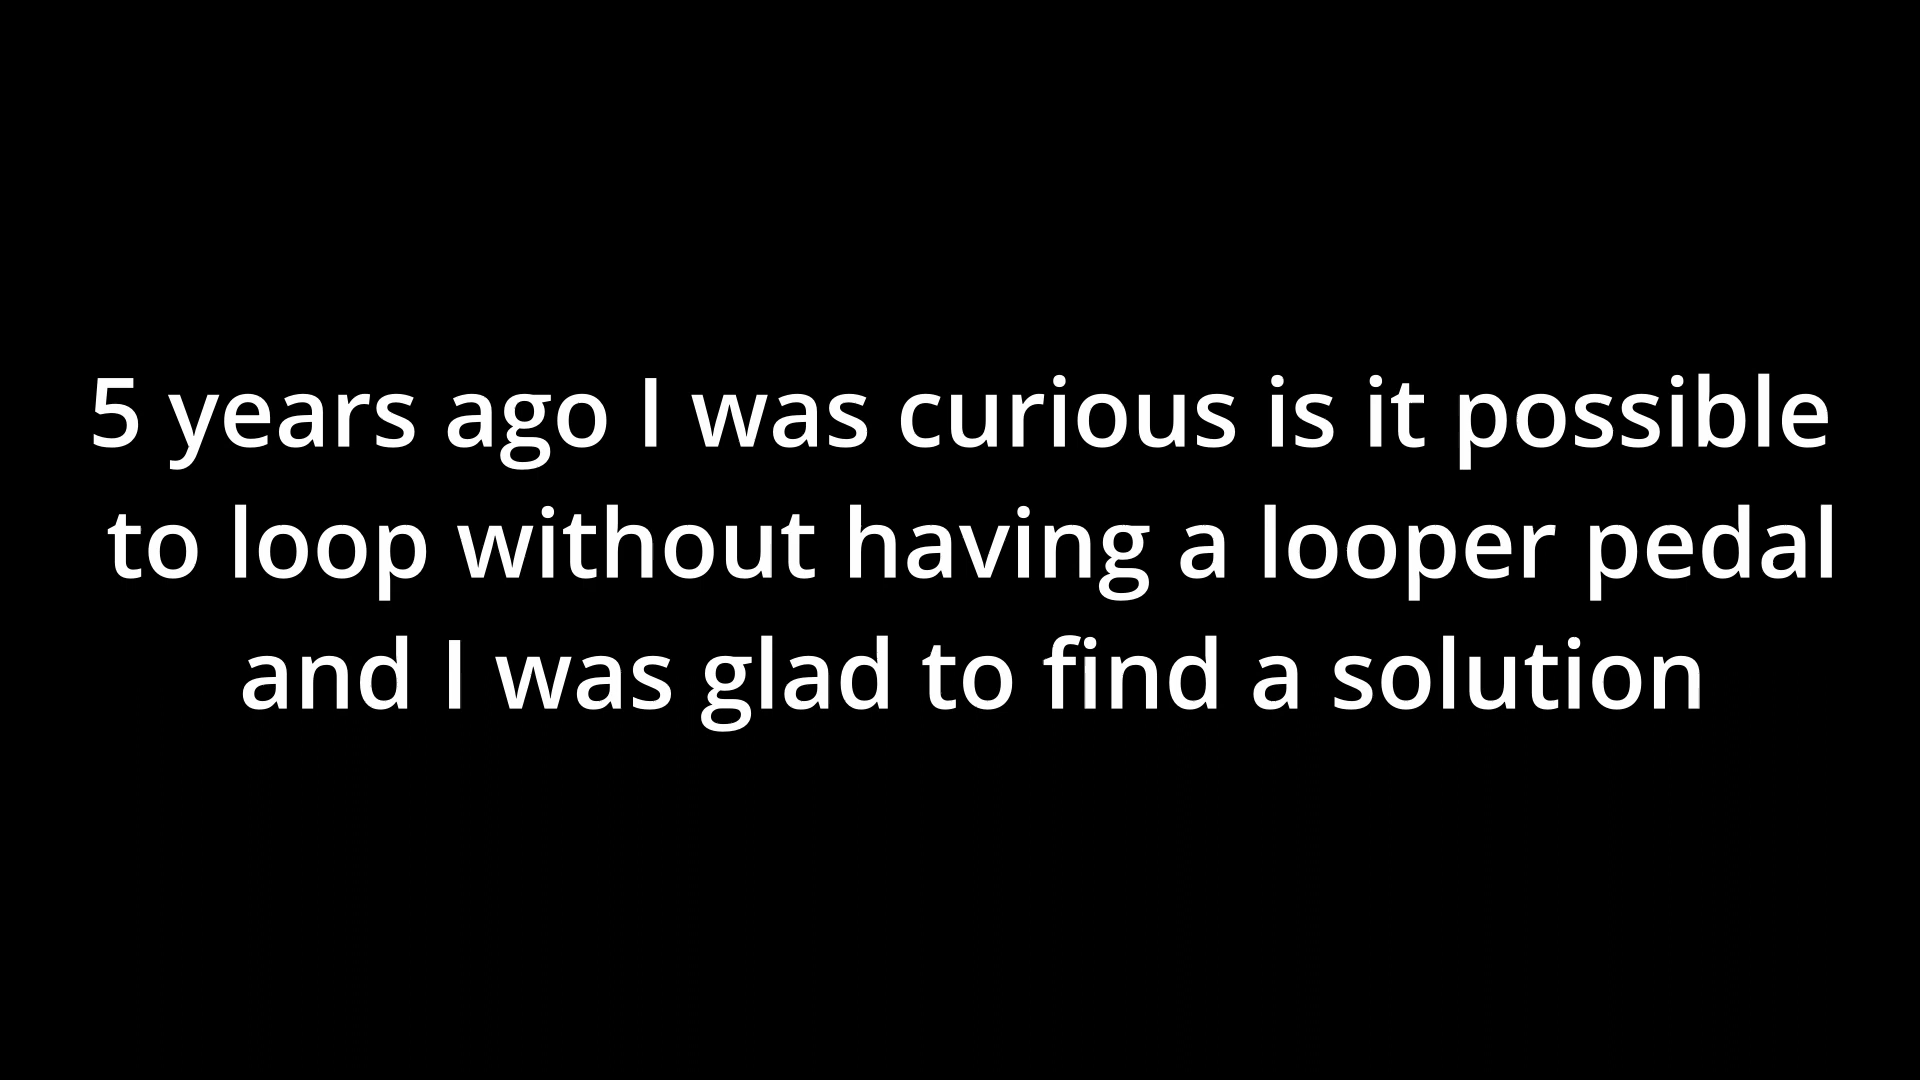 5 years ago I was curious is it possible
to loop without having a looper pedal
and I was glad to find a solution